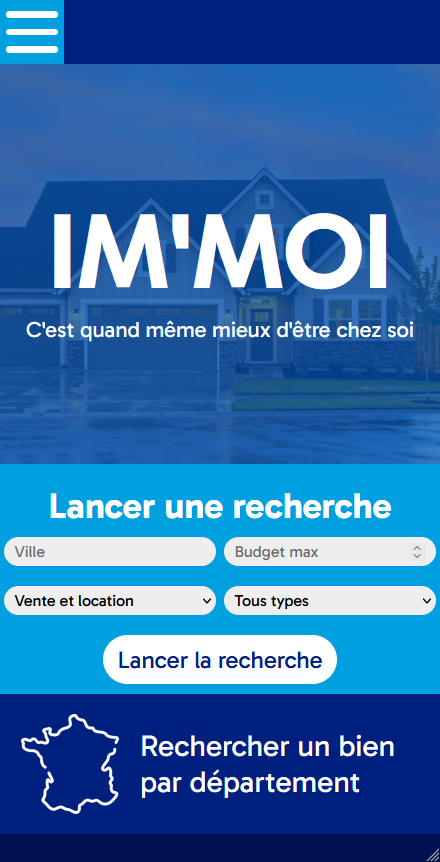 IM'MOI
C'est quand même mieux d'être chez soi
Lancer une recherche
Ville
Budget max
Vente et location
Tous types
Lancer la recherche
Rechercher un bien
par département